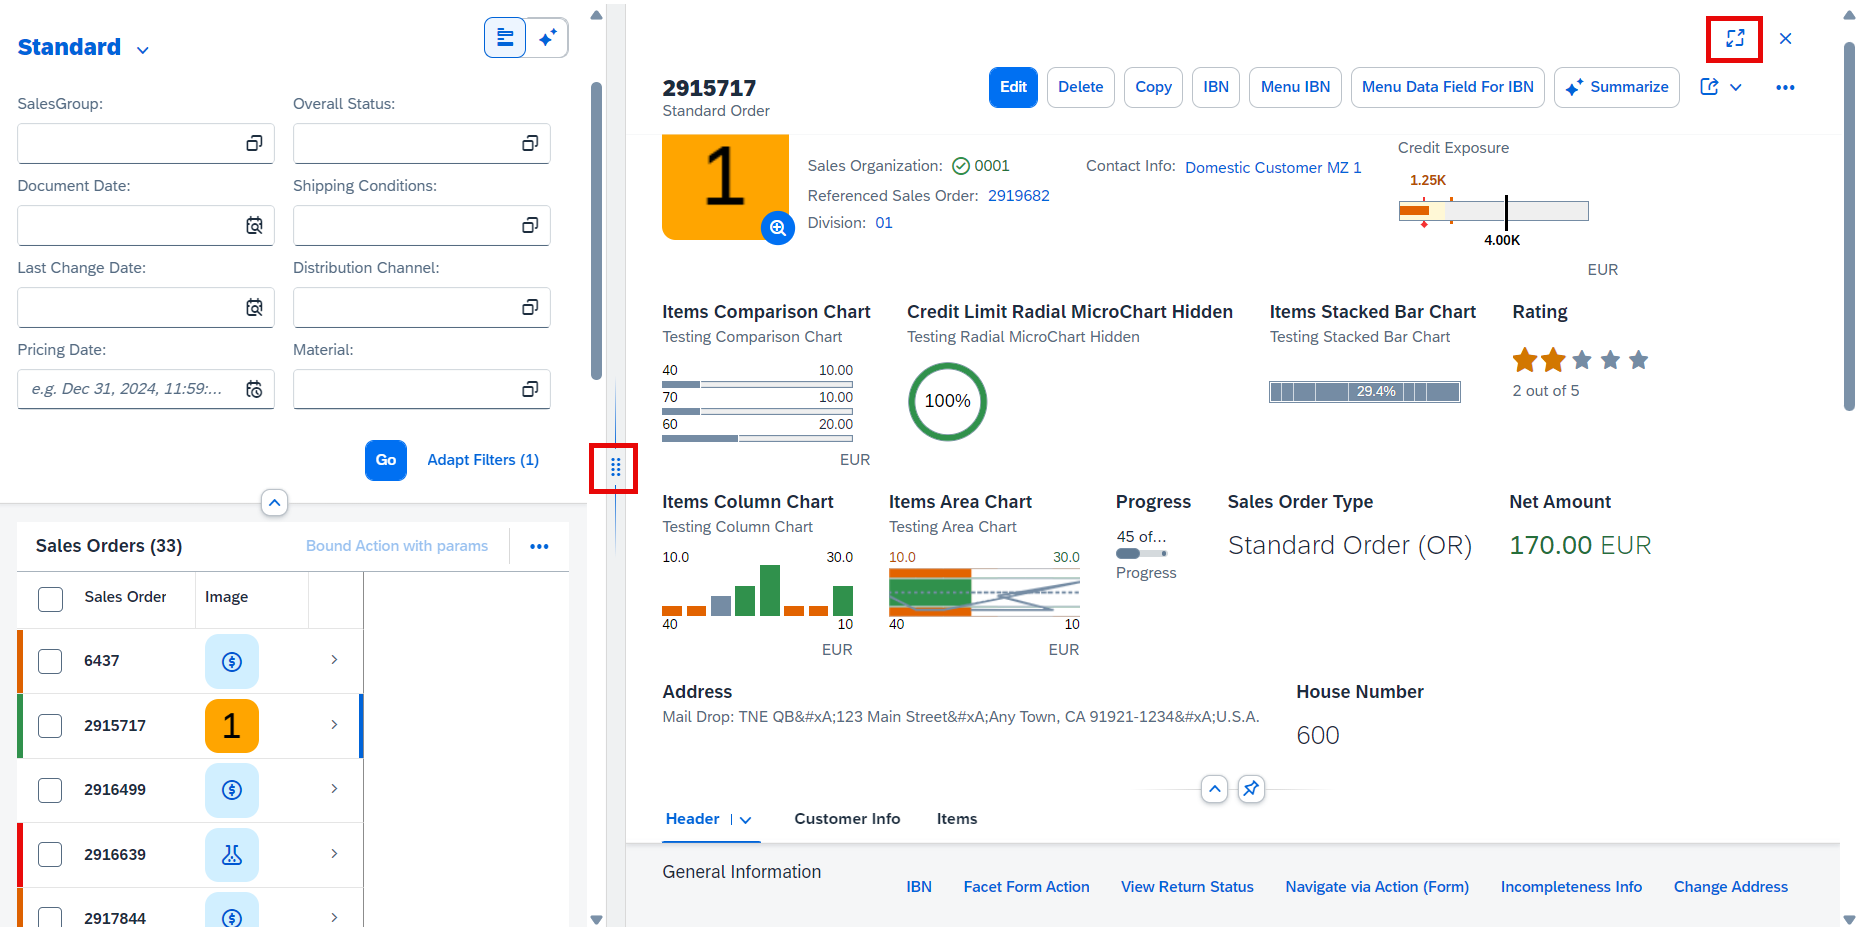 Standard
SalesGroup:
Overall Status:
Document Date:
Shipping Conditions:
Last Change Date:
Distribution Channel:
Pricing Date:
Material:
e.g. Dec 31, 2024, 11:59:...
Go
Adapt Filters (1)
Sales Orders (33)
Bound Action with params
Sales Order
Image
6437
2915717
1
2916499
2916639
2917844
2915717
Standard Order
Edit
Delete
Copy
IBN
Menu IBN
Menu Data Field For IBN
Summarize
1
Sales Organization: 0001
Referenced Sales Order: 2919682
Division: 01
Contact Info: Domestic Customer MZ 1
Credit Exposure
1.25K
4.00K
EUR
Items Comparison Chart
Testing Comparison Chart
40 10.00
70 10.00
60 20.00
EUR
Credit Limit Radial MicroChart Hidden
Testing Radial MicroChart Hidden
100%
Items Stacked Bar Chart
Testing Stacked Bar Chart
29.4%
Rating
2 out of 5
Items Column Chart
Testing Column Chart
10.0 30.0
40 10
EUR
Items Area Chart
Testing Area Chart
10.0 30.0
40 10
EUR
Progress
45 of...
Progress
Sales Order Type
Standard Order (OR)
Net Amount
170.00 EUR
Address
Mail Drop: TNE QB&#xA;123 Main Street&#xA;Any Town, CA 91921-1234&#xA;U.S.A.
House Number
600
Header
Customer Info
Items
General Information
IBN
Facet Form Action
View Return Status
Navigate via Action (Form)
Incompleteness Info
Change Address